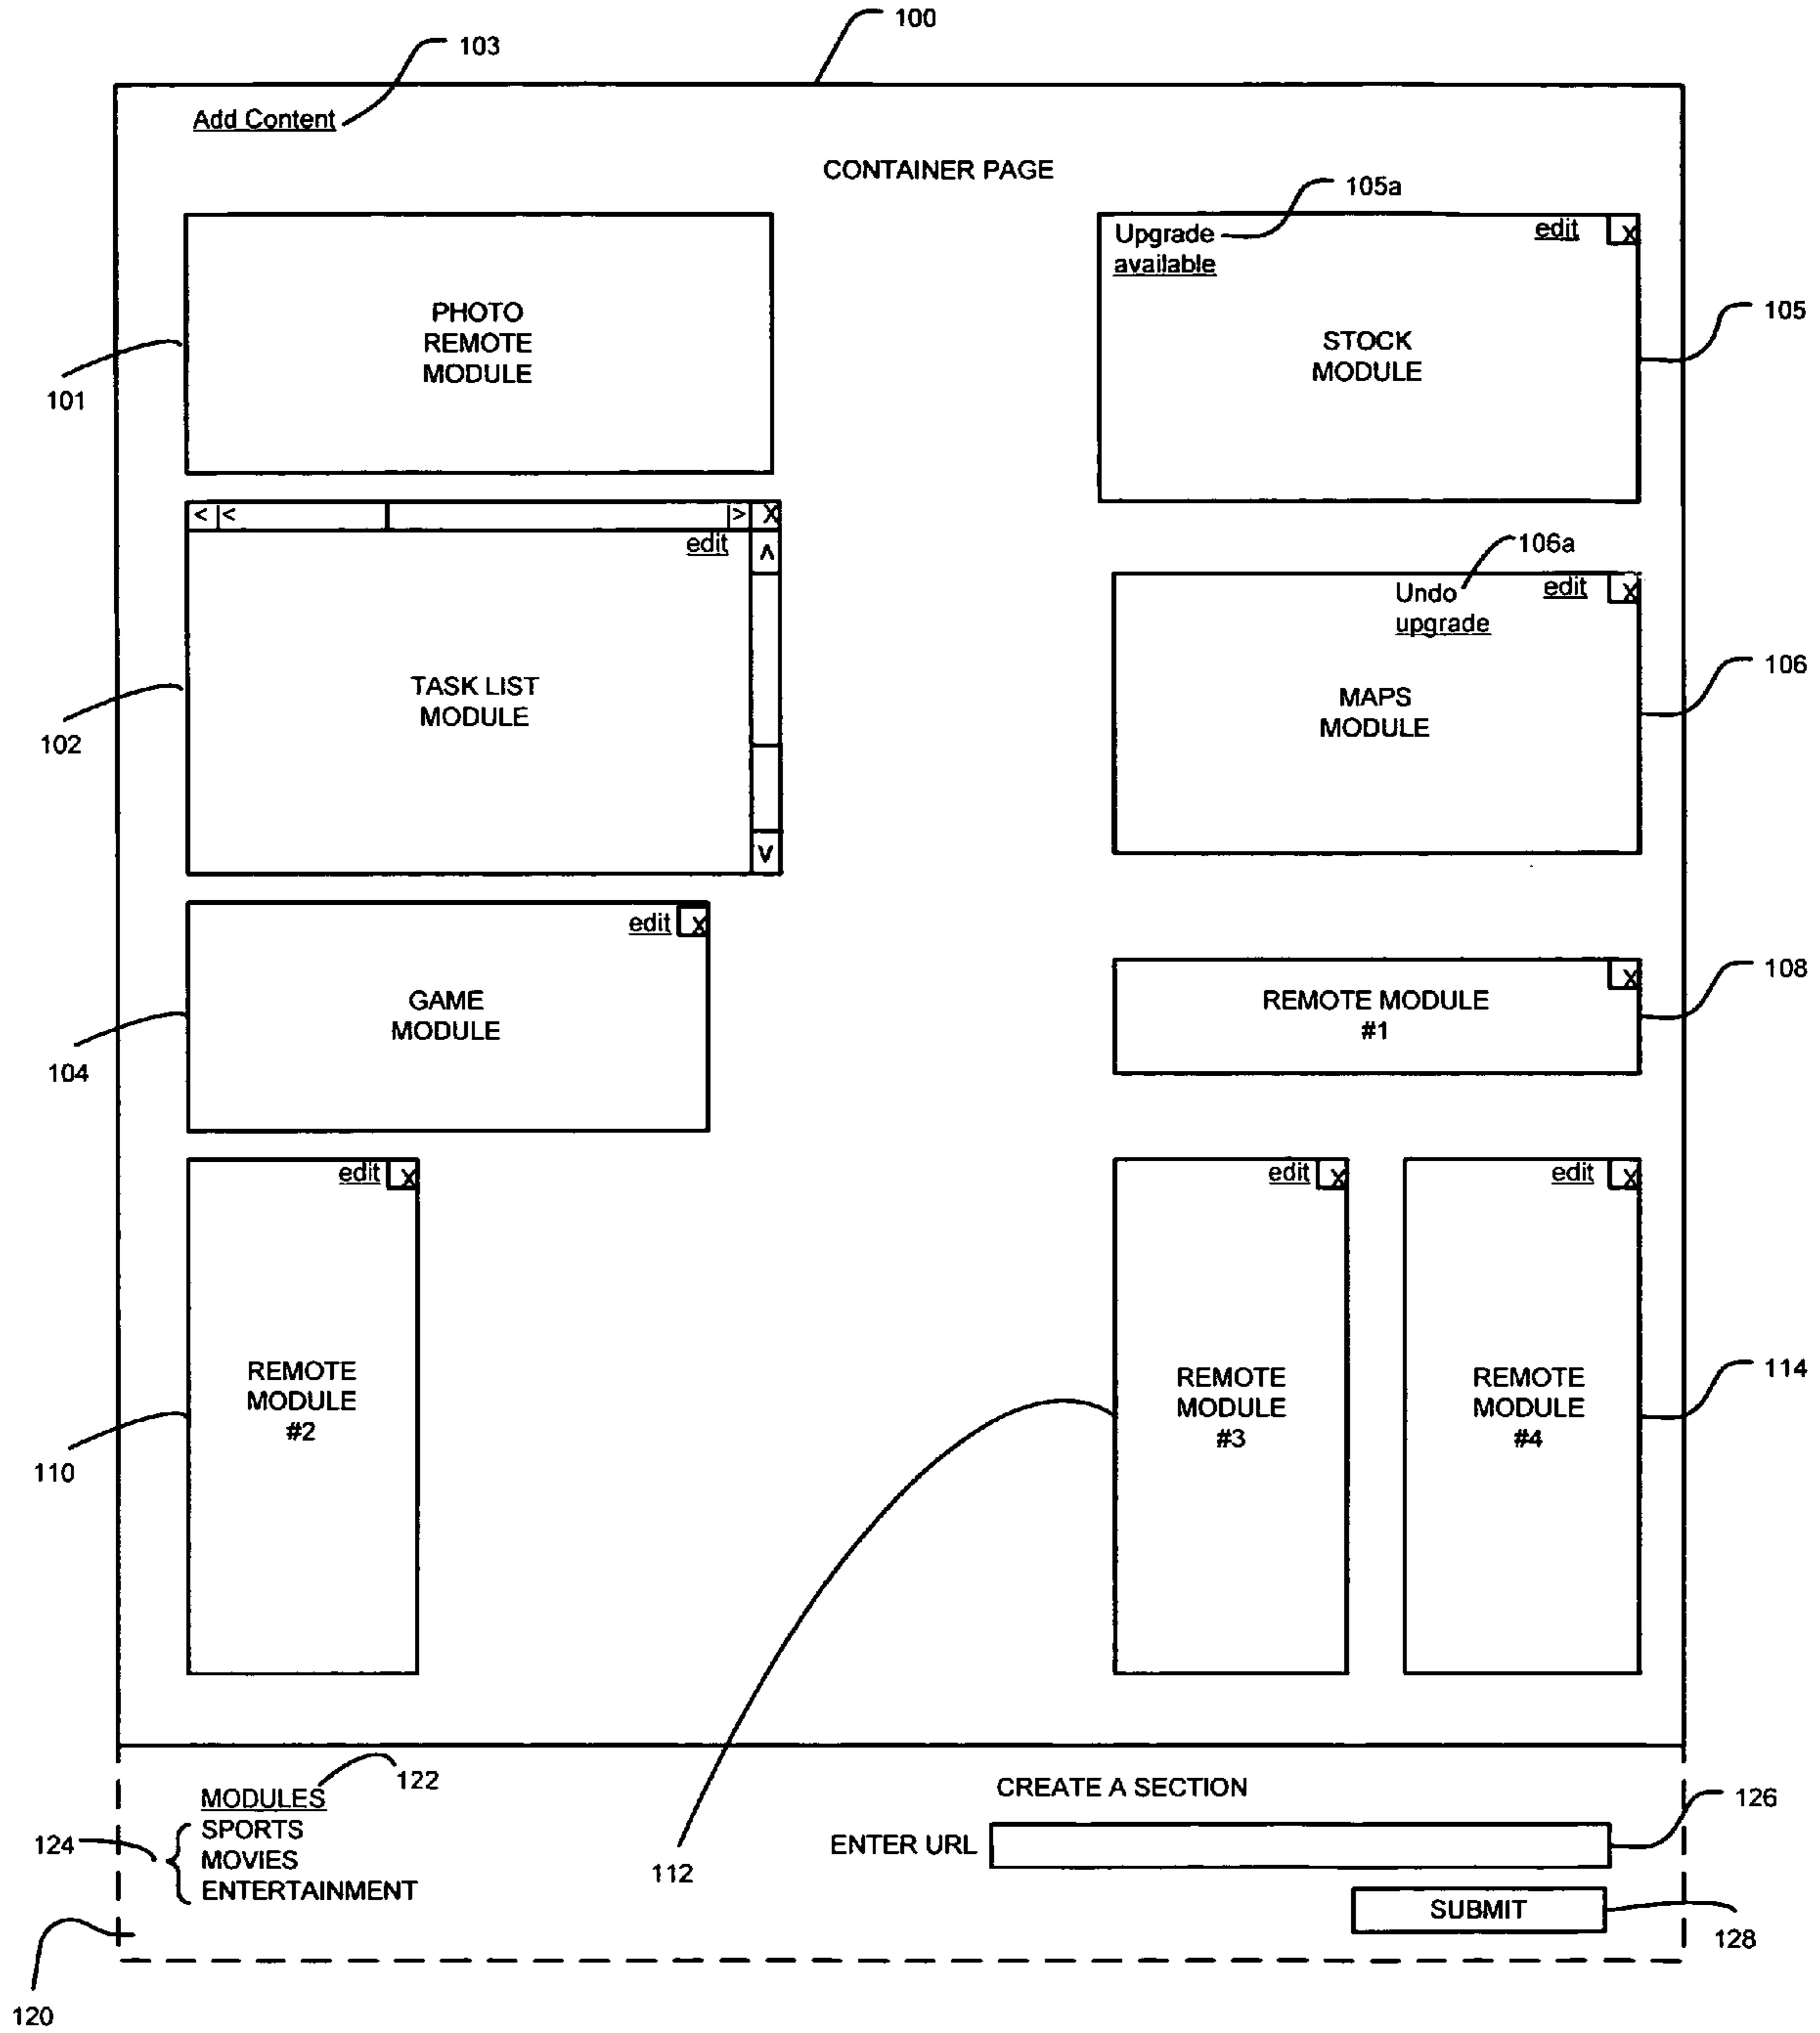 100
103
Add Content
CONTAINER PAGE
105a
Upgrade
available
edit
X
PHOTO
REMOTE
MODULE
101
STOCK
MODULE
105
<
<
>
X
edit
^
TASK LIST
MODULE
V
102
106a
Undo
upgrade
edit
X
MAPS
MODULE
106
edit
X
GAME
MODULE
104
X
REMOTE MODULE
#1
108
edit
X
REMOTE
MODULE
#2
110
edit
X
REMOTE
MODULE
#3
112
edit
X
REMOTE
MODULE
#4
114
MODULES
122
SPORTS
MOVIES
ENTERTAINMENT
124
CREATE A SECTION
ENTER URL
126
SUBMIT
128
120